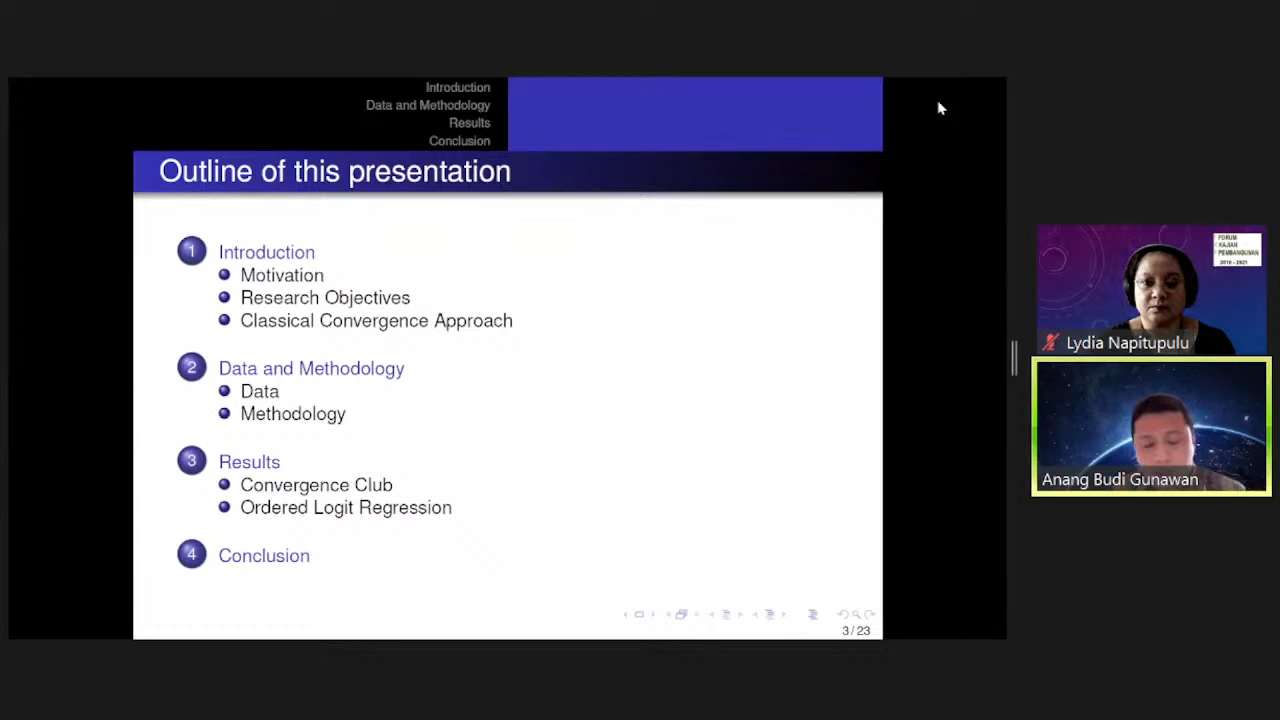 Introduction
Data and Methodology
Results
Conclusion
Outline of this presentation
1 Introduction
Motivation
Research Objectives
Classical Convergence Approach
2 Data and Methodology
Data
Methodology
3 Results
Convergence Club
Ordered Logit Regression
4 Conclusion
3 / 23
FORUM
KAJIAN
PEMBANGUNAN
Lydia Napitupulu
Anang Budi Gunawan